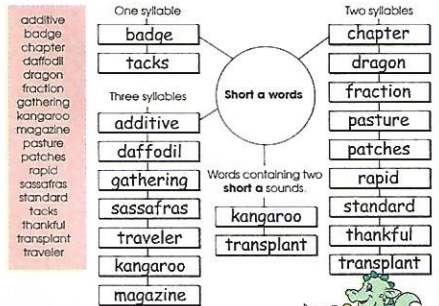 additive
badge
chapter
daffodil
dragon
fraction
gathering
kangaroo
magazine
pasture
patches
rapid
sassafras
standard
tacks
thankful
transplant
traveler
One syllable
badge
tacks
Three syllables
additive
daffodil
gathering
sassafras
traveler
kangaroo
magazine
Short a words
Words containing two
short a sounds.
kangaroo
transplant
Two syllables
chapter
dragon
fraction
pasture
patches
rapid
standard
thankful
transplant